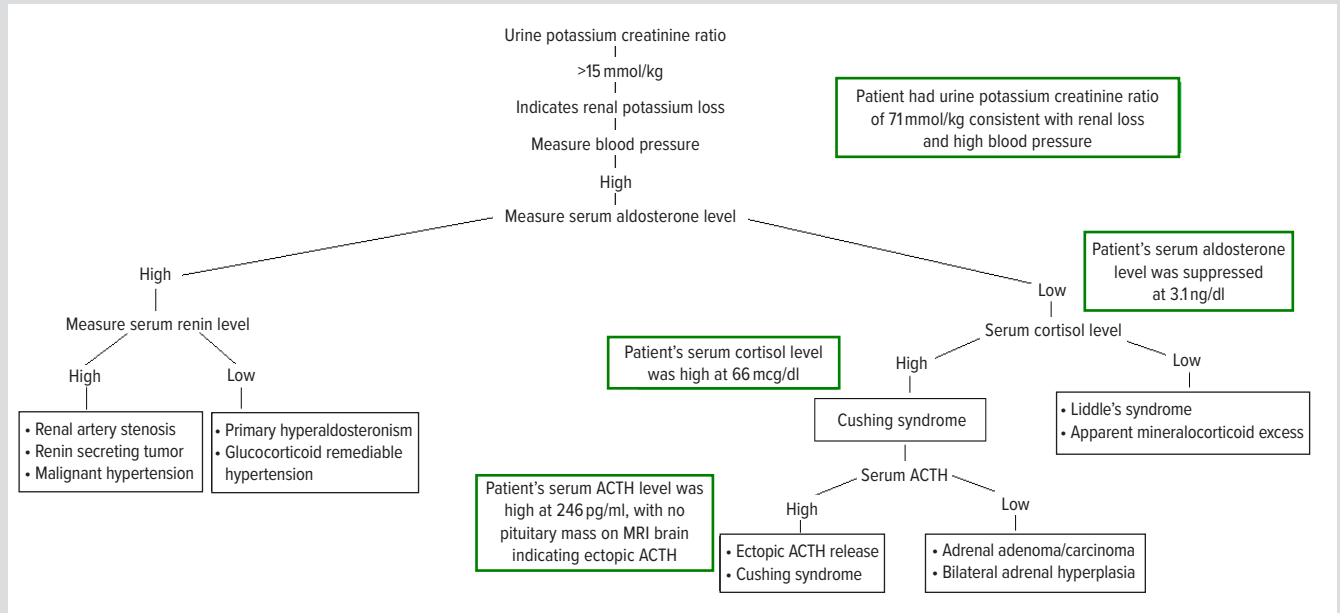 Urine potassium creatinine ratio
>15 mmol/kg
Indicates renal potassium loss
Measure blood pressure
High
Measure serum aldosterone level
Patient had urine potassium creatinine ratio
of 71 mmol/kg consistent with renal loss
and high blood pressure
High
Measure serum renin level
High
Low
• Renal artery stenosis
• Renin secreting tumor
• Malignant hypertension
• Primary hyperaldosteronism
• Glucocorticoid remediable
hypertension
Patient's serum aldosterone
level was suppressed
at 3.1 ng/dl
Low
Serum cortisol level
Patient's serum cortisol level
was high at 66 mcg/dl
High
Low
Cushing syndrome
• Liddle's syndrome
• Apparent mineralocorticoid excess
Serum ACTH
Patient's serum ACTH level was
high at 246 pg/ml, with no
pituitary mass on MRI brain
indicating ectopic ACTH
High
Low
• Ectopic ACTH release
• Cushing syndrome
• Adrenal adenoma/carcinoma
• Bilateral adrenal hyperplasia